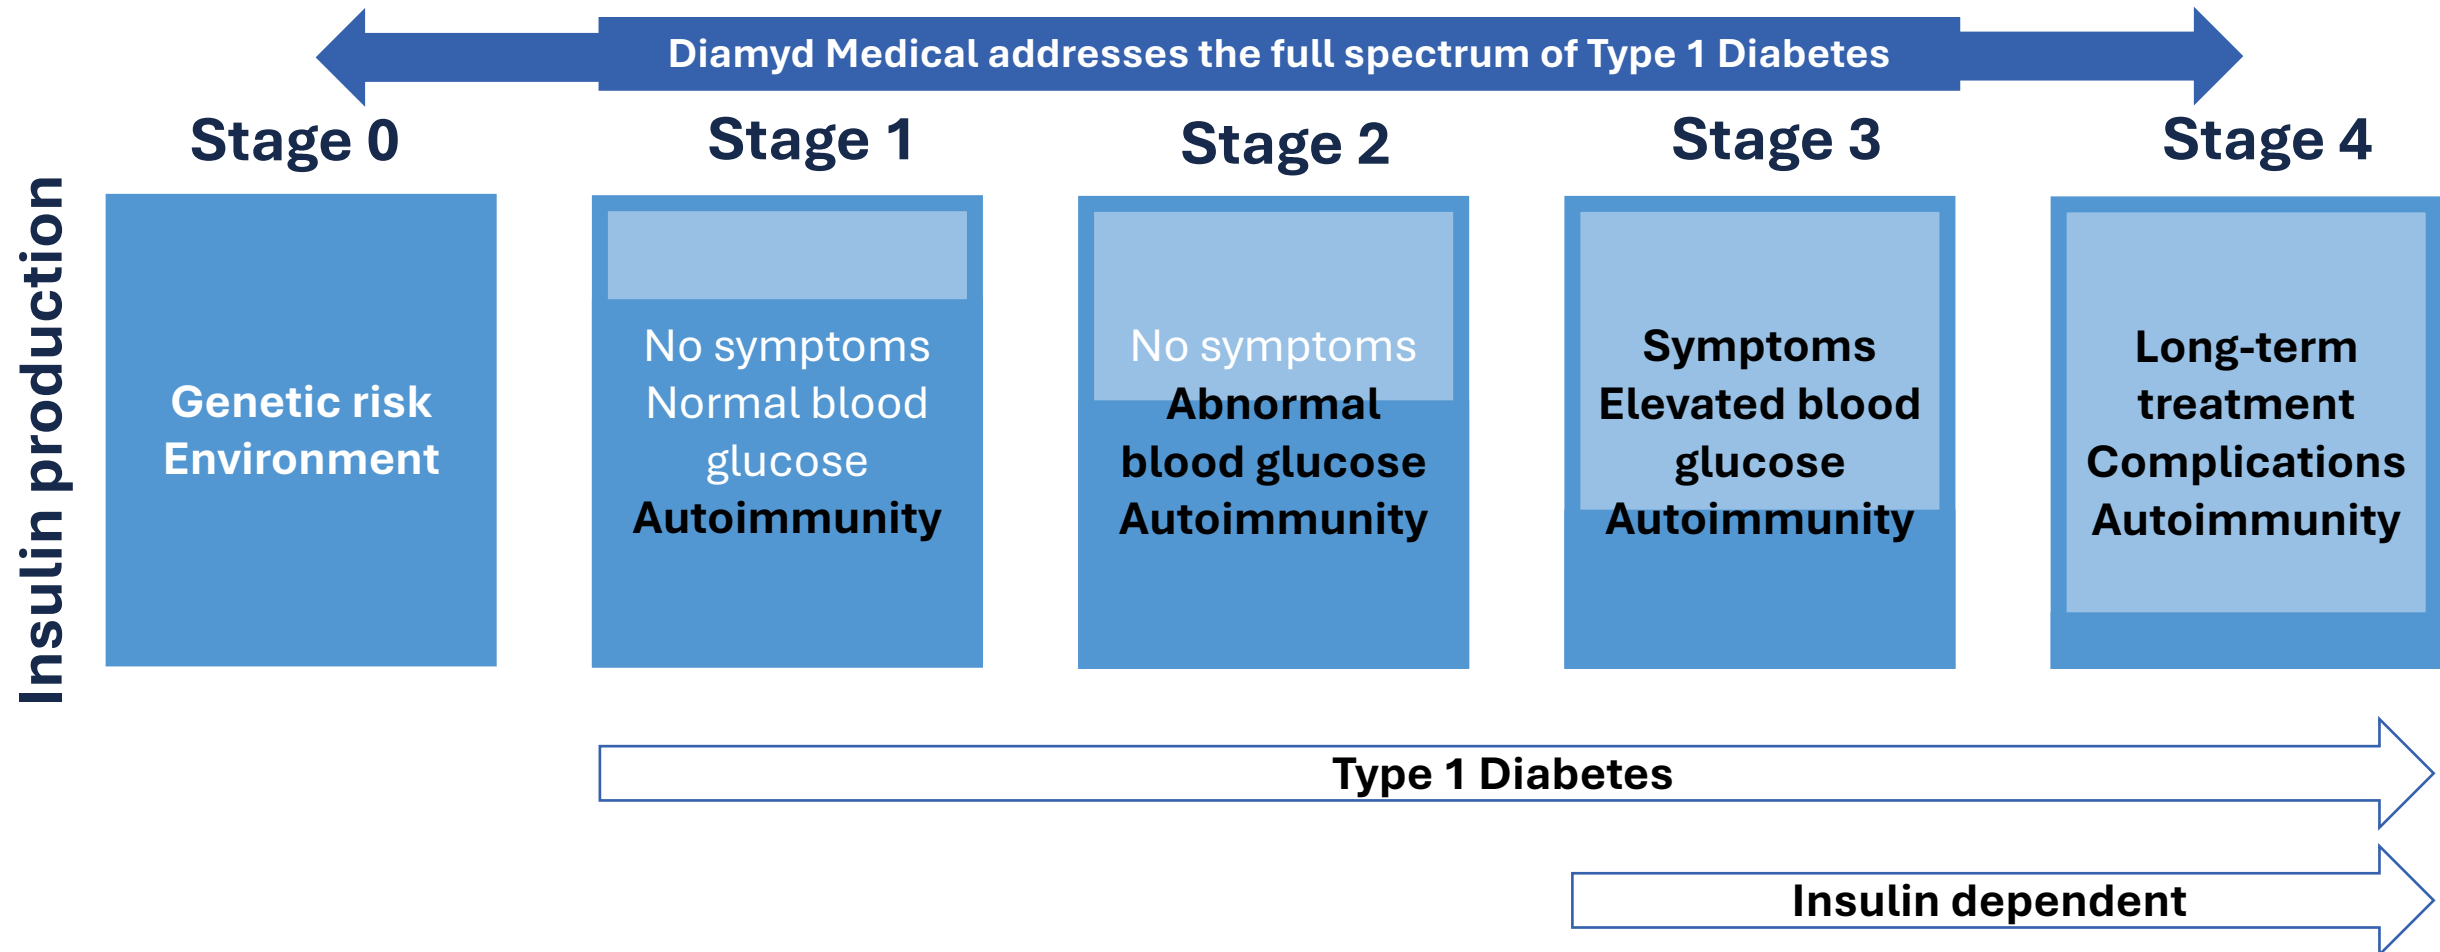 Diamyd Medical addresses the full spectrum of Type 1 Diabetes
Stage 0
Stage 1
Stage 2
Stage 3
Stage 4
Insulin production
Genetic risk
Environment
No symptoms
Normal blood
glucose
Autoimmunity
No symptoms
Abnormal
blood glucose
Autoimmunity
Symptoms
Elevated blood
glucose
Autoimmunity
Long-term
treatment
Complications
Autoimmunity
Type 1 Diabetes
Insulin dependent